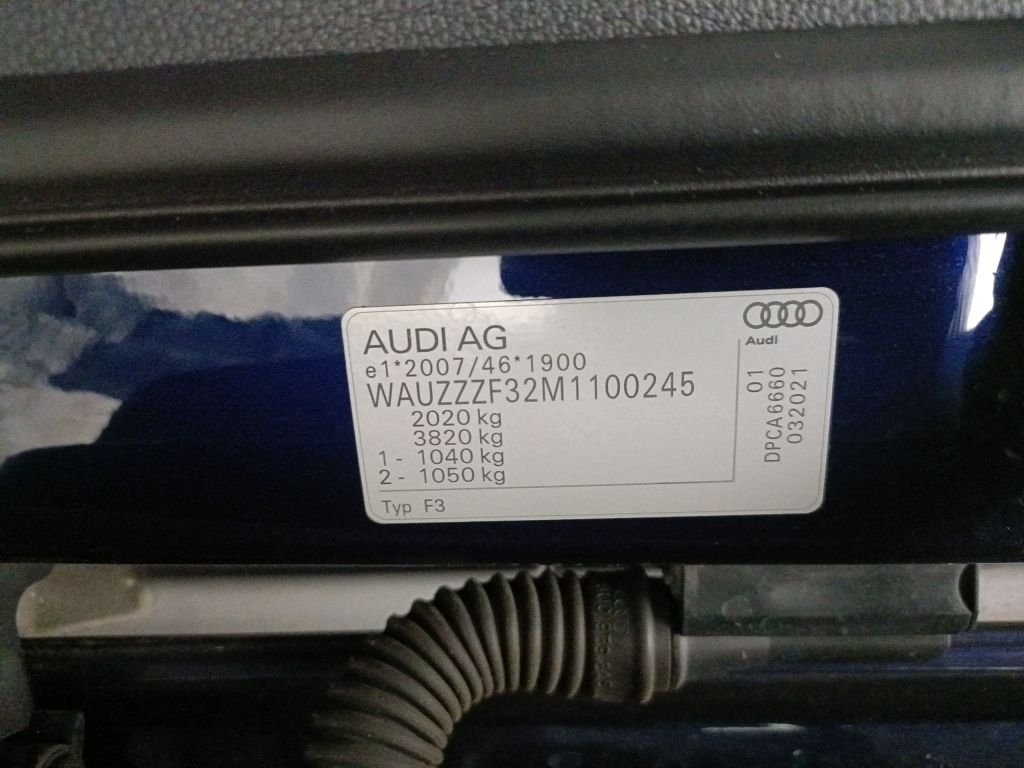 AUDI AG
e1*2007/46*1900
WAUZZZF32M1100245
2020 kg
3820 kg
1 - 1040 kg
2 - 1050 kg
Typ F3
Audi
01
DPCA6660
032021